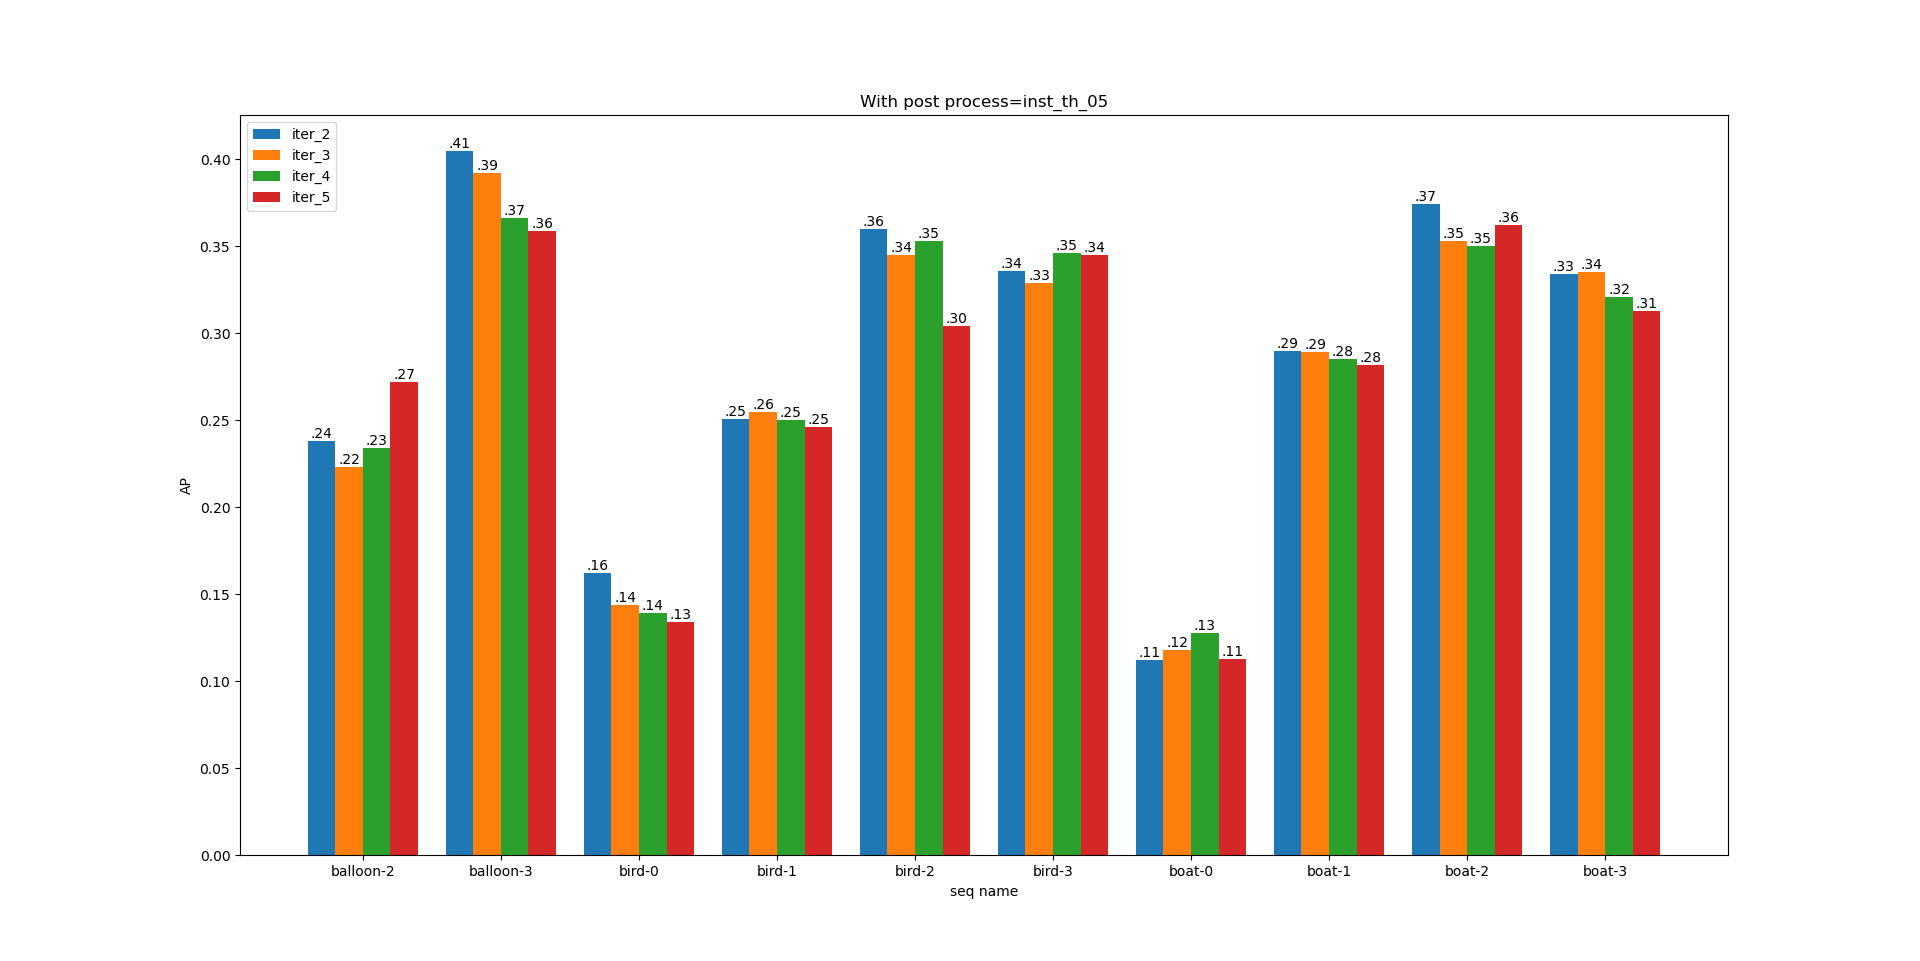 With post process=inst_th_05
iter_2
iter_3
iter_4
iter_5
AP
0.40
0.35
0.30
0.25
0.20
0.15
0.10
0.05
0.00
.24 .22 .23 .27
.41 .39 .37 .36
.16 .14 .14 .13
.25 .26 .25 .25
.36 .34 .35 .30
.34 .33 .35 .34
.11 .12 .13 .11
.29 .29 .28 .28
.37 .35 .35 .36
.33 .34 .32 .31
balloon-2 balloon-3 bird-0 bird-1 bird-2 bird-3 boat-0 boat-1 boat-2 boat-3
seq name